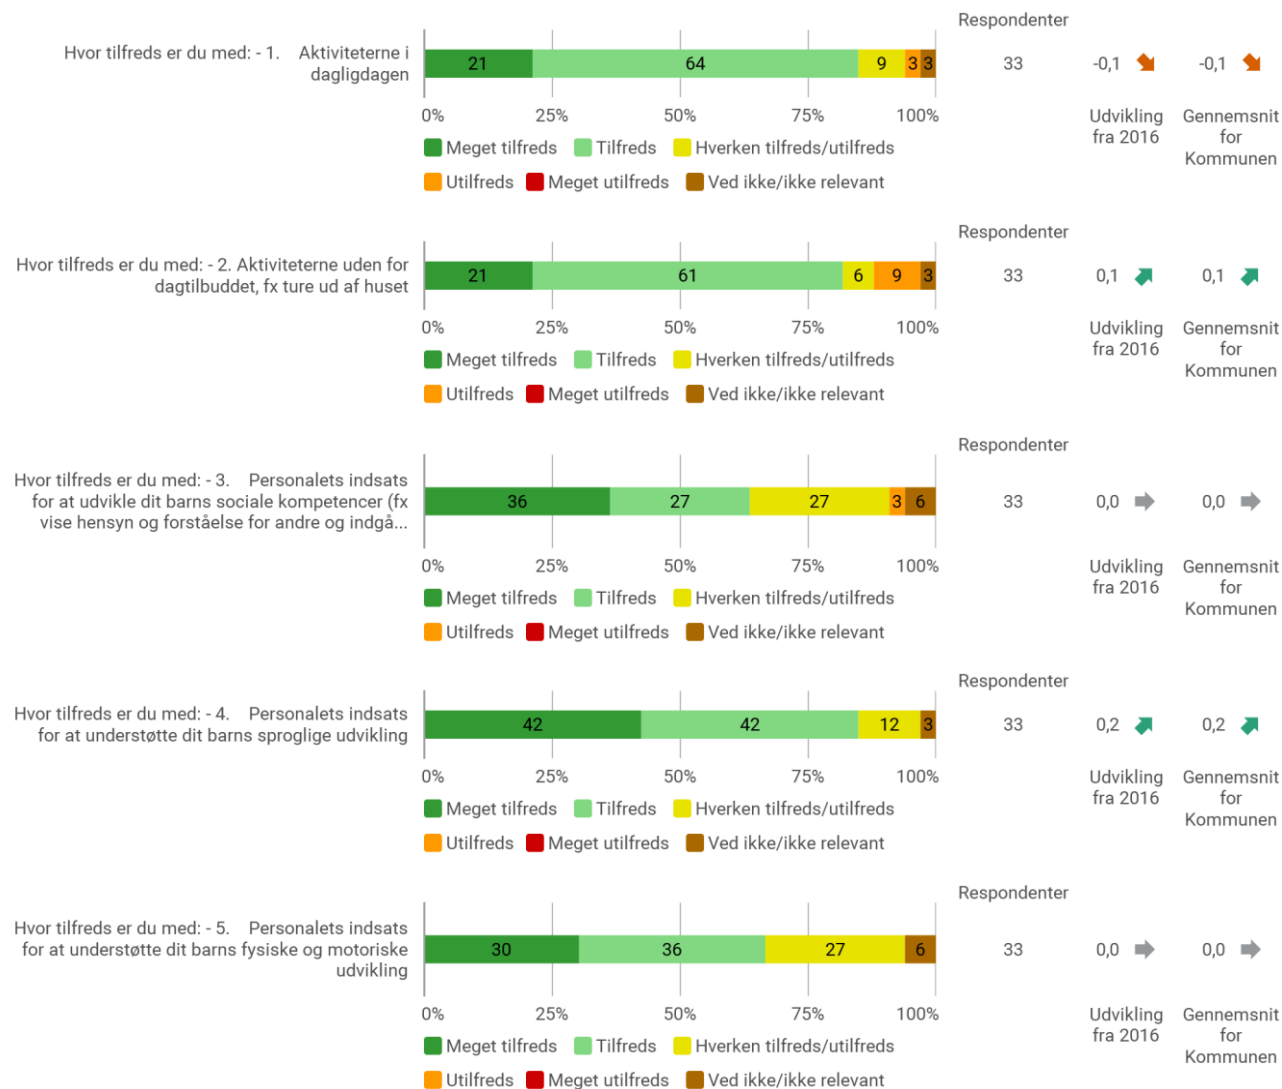 Respondenter
Hvor tilfreds er du med: - 1. Aktiviteterne i
dagligdagen
21 64 9 3 3 33 -0,1 -0,1
0% 25% 50% 75% 100%
Udvikling
fra 2016
Gennemsnit
for
Kommunen
Meget tilfreds Tilfreds Hverken tilfreds/utilfreds
Utilfreds Meget utilfreds Ved ikke/ikke relevant
Respondenter
Hvor tilfreds er du med: - 2. Aktiviteterne uden for
dagtilbuddet, fx ture ud af huset
21 61 6 9 3 33 0,1 0,1
0% 25% 50% 75% 100%
Udvikling
fra 2016
Gennemsnit
for
Kommunen
Meget tilfreds Tilfreds Hverken tilfreds/utilfreds
Utilfreds Meget utilfreds Ved ikke/ikke relevant
Respondenter
Hvor tilfreds er du med: - 3. Personalets indsats
for at udvikle dit barns sociale kompetencer (fx
vise hensyn og forståelse for andre og indgå...
36 27 27 3 6 33 0,0 0,0
0% 25% 50% 75% 100%
Udvikling
fra 2016
Gennemsnit
for
Kommunen
Meget tilfreds Tilfreds Hverken tilfreds/utilfreds
Utilfreds Meget utilfreds Ved ikke/ikke relevant
Respondenter
Hvor tilfreds er du med: - 4. Personalets indsats
for at understøtte dit barns sproglige udvikling
42 42 12 3 33 0,2 0,2
0% 25% 50% 75% 100%
Udvikling
fra 2016
Gennemsnit
for
Kommunen
Meget tilfreds Tilfreds Hverken tilfreds/utilfreds
Utilfreds Meget utilfreds Ved ikke/ikke relevant
Respondenter
Hvor tilfreds er du med: - 5. Personalets indsats
for at understøtte dit barns fysiske og motoriske
udvikling
30 36 27 6 33 0,0 0,0
0% 25% 50% 75% 100%
Udvikling
fra 2016
Gennemsnit
for
Kommunen
Meget tilfreds Tilfreds Hverken tilfreds/utilfreds
Utilfreds Meget utilfreds Ved ikke/ikke relevant